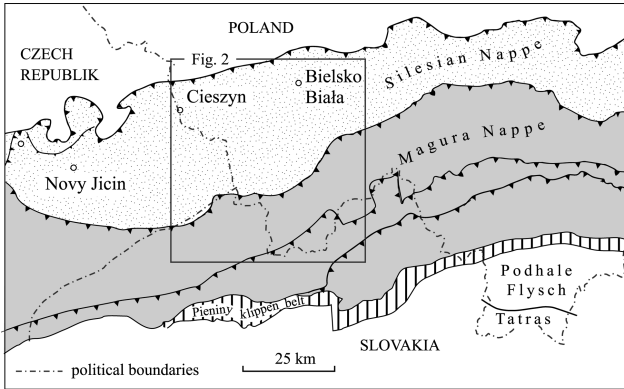 POLAND
CZECH
REPUBLIK
Fig. 2
Bielsko
Biała
Silesian Nappe
Cieszyn
Magura Nappe
Novy Jicin
Podhale
Flysch
Pieniny klippen belt
Tatras
SLOVAKIA
25 km
political boundaries